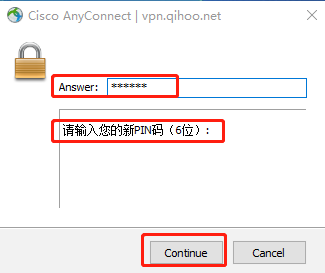 Cisco AnyConnect | vpn.qihoo.net
Answer: ******
请输入您的新PIN码（6位）:
Continue
Cancel